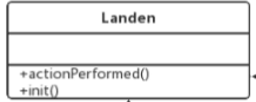 Landen
+actionPerformed()
+init()